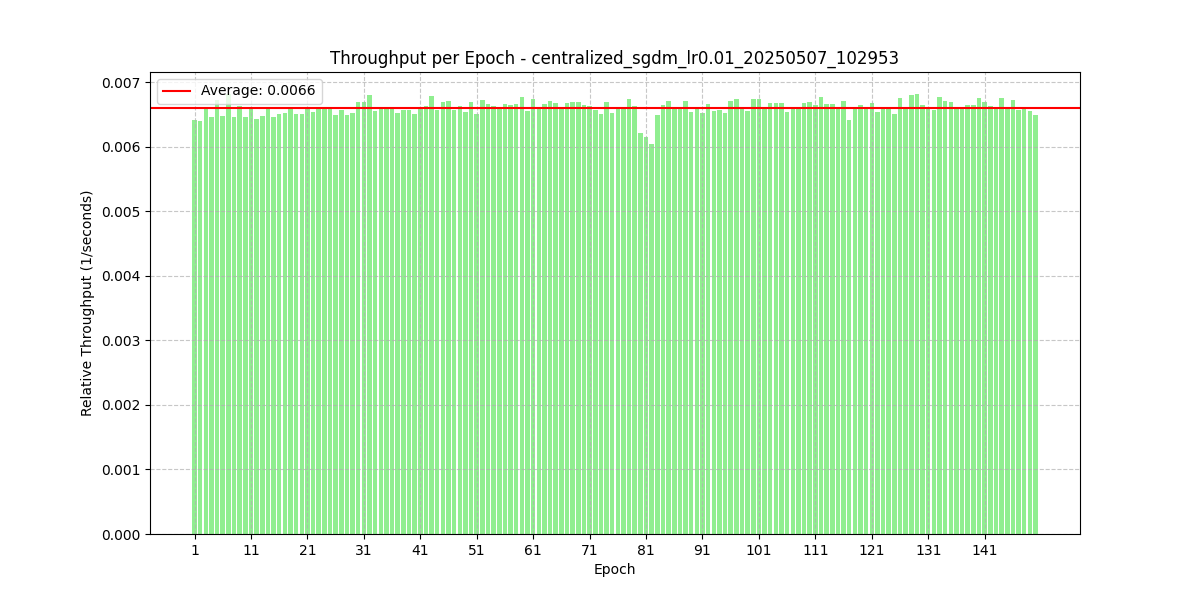 Throughput per Epoch - centralized_sgdm_lr0.01_20250507_102953
Average: 0.0066
Relative Throughput (1/seconds)
0.007
0.006
0.005
0.004
0.003
0.002
0.001
0.000
1 11 21 31 41 51 61 71 81 91 101 111 121 131 141
Epoch